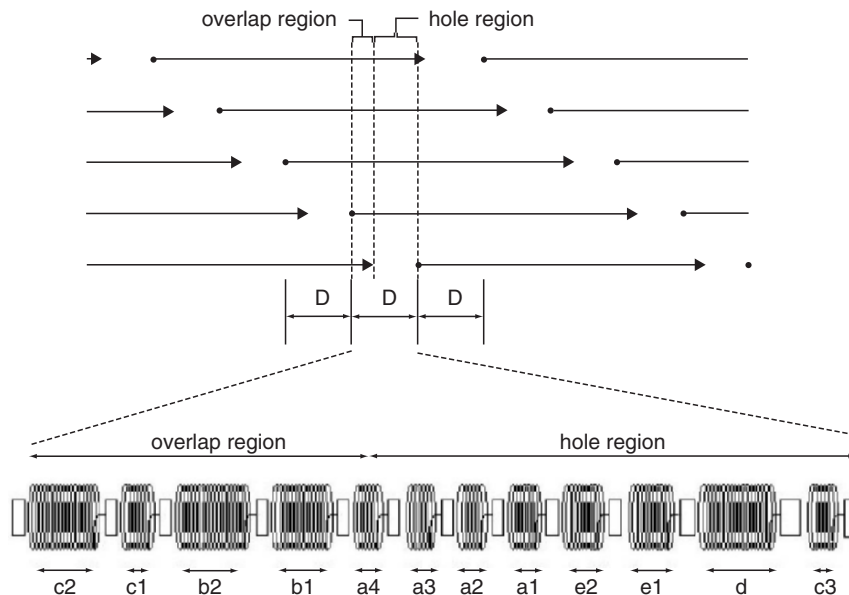 overlap region hole region
D D D
overlap region hole region
c2 c1 b2 b1 a4 a3 a2 a1 e2 e1 d c3